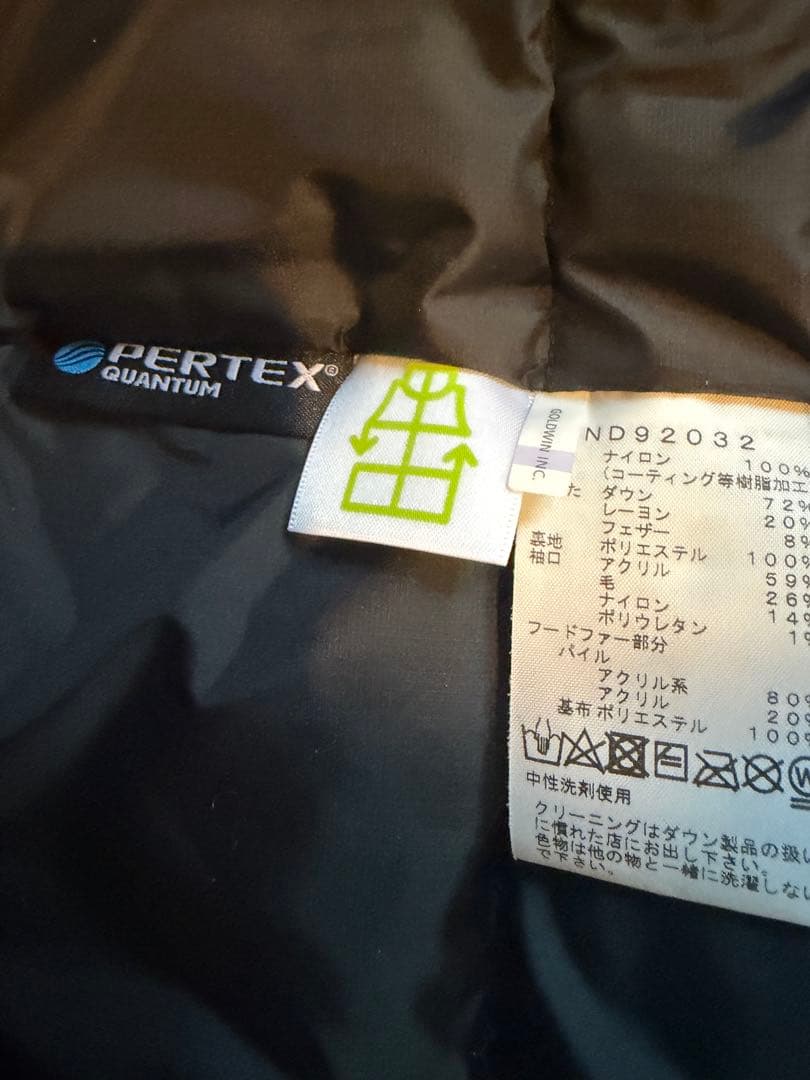 PERTEX®
QUANTUM
GOLDWIN INC.
ND92032
ナイロン 100%
(コーティング等樹脂加工
た ダウン 72%
レーヨン 20%
フェザー 8%
裏地 ポリエステル 100%
袖口 アクリル 59%
毛 26%
ナイロン 14%
ポリウレタン 1%
フードファー部分
パイル
アクリル系 80%
アクリル 20%
基布 ポリエステル 100%
W
中性洗剤使用
クリーニングはダウン製品の扱い
に慣れた店にお出し下さい。
色物は他の物と一緒に洗濯しない
で下さい。